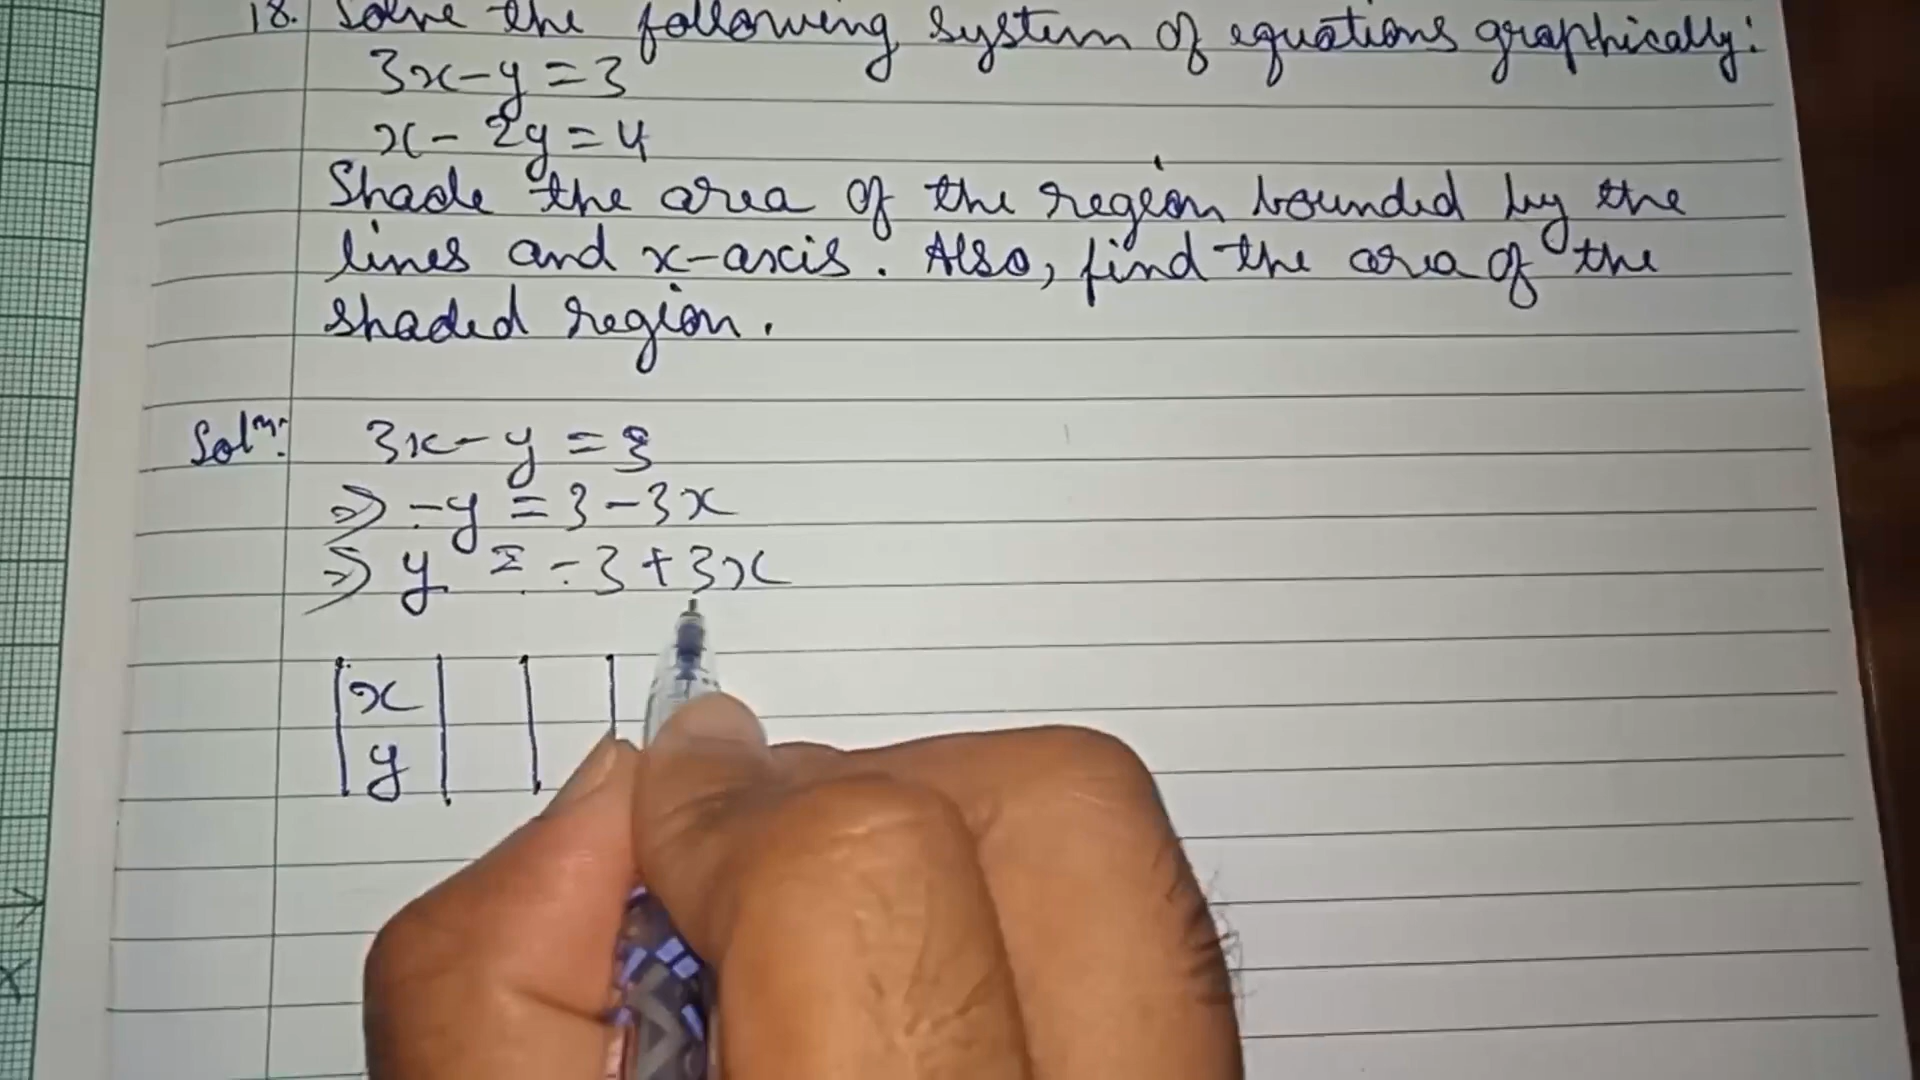 18. Solve the following system of equations graphically:
3x-y=3
x-2y=4
Shade the area of the region bounded by the
lines and x-axis. Also, find the area of the
shaded region.
Solⁿ: 3x-y=3
⇒ -y=3-3x
⇒ y = -3+3x
x
y
X